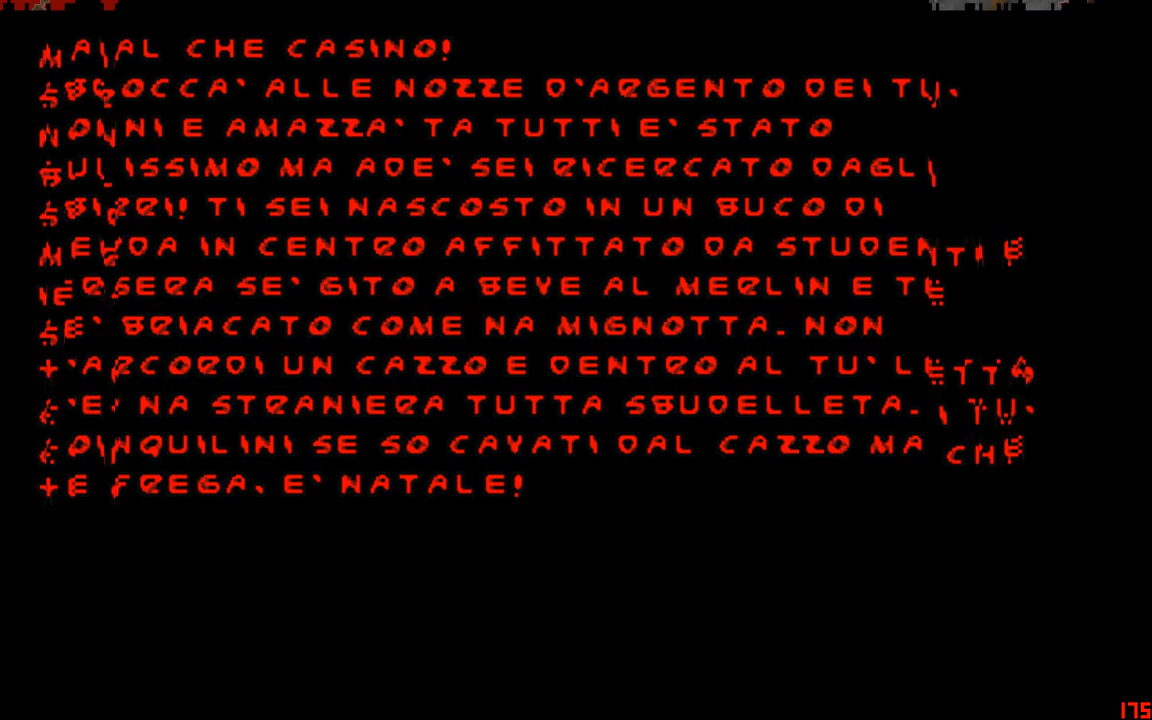 MAIAL CHE CASINO!
SBOCCA' ALLE NOZZE D'ARGENTO DEI TU'
NONNI E AMAZZA' TA TUTTI E' STATO
BULISSIMO MA ADE' SEI RICERCATO DAGLI
SBIRRI! TI SEI NASCOSTO IN UN BUCO DI
MERDA IN CENTRO AFFITTATO DA STUDENTI E
IERSERA SE' GITO A BEVE AL MERLIN E TE
SE' BRIACATO COME NA MIGNOTTA. NON
T'ARCORDI UN CAZZO E DENTRO AL TU' LETTO
C'E' NA STRANIERA TUTTA SBUDELLETA. I TU'
COINQUILINI SE SO CAVATI DAL CAZZO MA CHE
TE FREGA, E' NATALE!
175